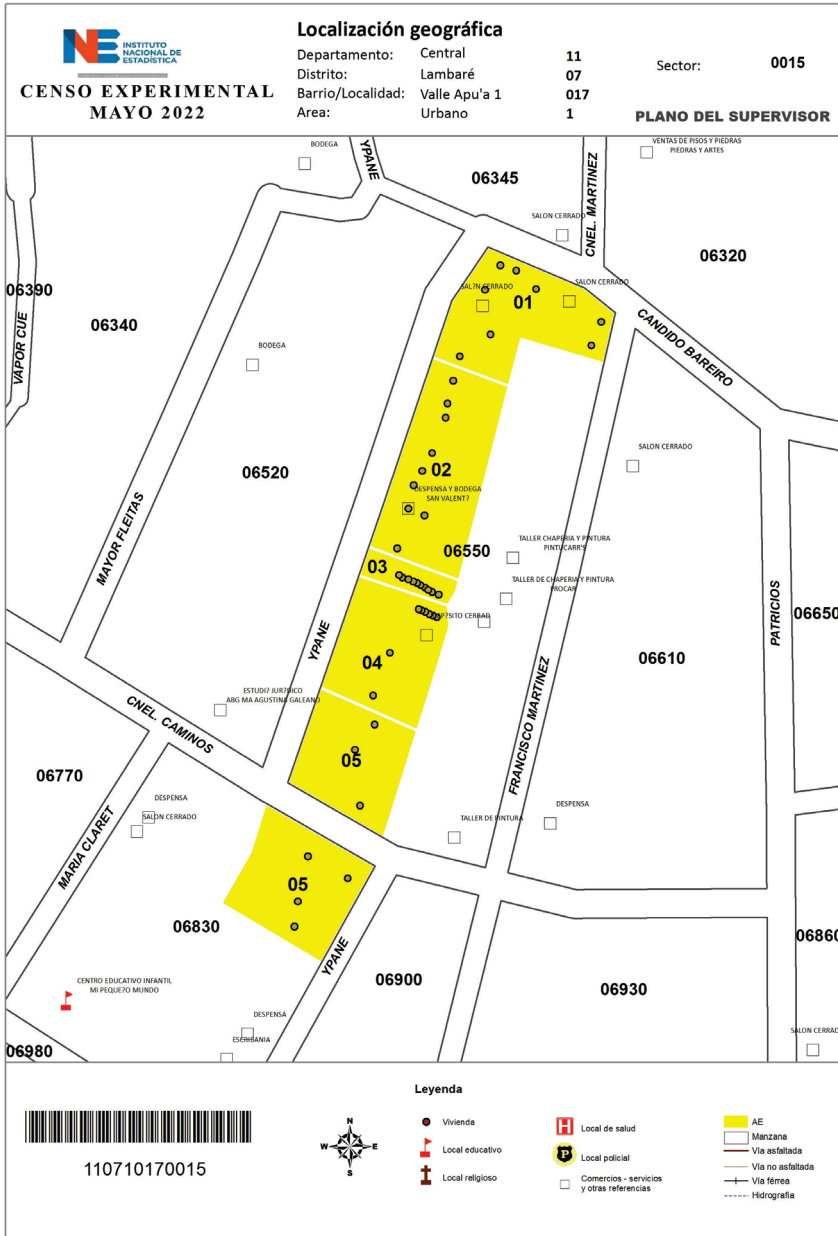 INSTITUTO
NACIONAL DE
ESTADÍSTICA
CENSO EXPERIMENTAL
MAYO 2022
Localización geográfica
Departamento: Central 11
Distrito: Lambaré 07
Barrio/Localidad: Valle Apu'a 1 017
Area: Urbano 1
Sector: 0015
PLANO DEL SUPERVISOR
BODEGA
YPANE
06345
CNEL. MARTINEZ
VENTAS DE PISOS Y PIEDRAS
PIEDRAS Y ARTES
SALON CERRADO
06320
06390
VAPOR CUE
06340
SAL?N CERRADO
01
SALON CERRADO
CANDIDO BAREIRO
BODEGA
06520
MAYOR FLEITAS
02
DESPENSA Y BODEGA
SAN VALENT?
SALON CERRADO
06550
TALLER CHAPERIA Y PINTURA
PINTUCARR'S
03
TALLER DE CHAPERIA Y PINTURA
PROCAR
P?SITO CERRAD
YPANE
04
FRANCISCO MARTINEZ
06610
PATRICIOS
06650
ESTUDI? JUR?DICO
ABG MA AGUSTINA GALEANO
CNEL. CAMINOS
05
06770
DESPENSA
SALON CERRADO
MARIA CLARET
TALLER DE PINTURA
DESPENSA
05
06830
YPANE
06900
06930
06860
CENTRO EDUCATIVO INFANTIL
MI PEQUE?O MUNDO
DESPENSA
ESCRIBANIA
06980
SALON CERRAD
Leyenda
110710170015
N
W E
S
Vivienda
Local educativo
Local religioso
H Local de salud
P Local policial
Comercios - servicios
y otras referencias
AE
Manzana
Vía asfaltada
Vía no asfaltada
Vía férrea
Hidrografía